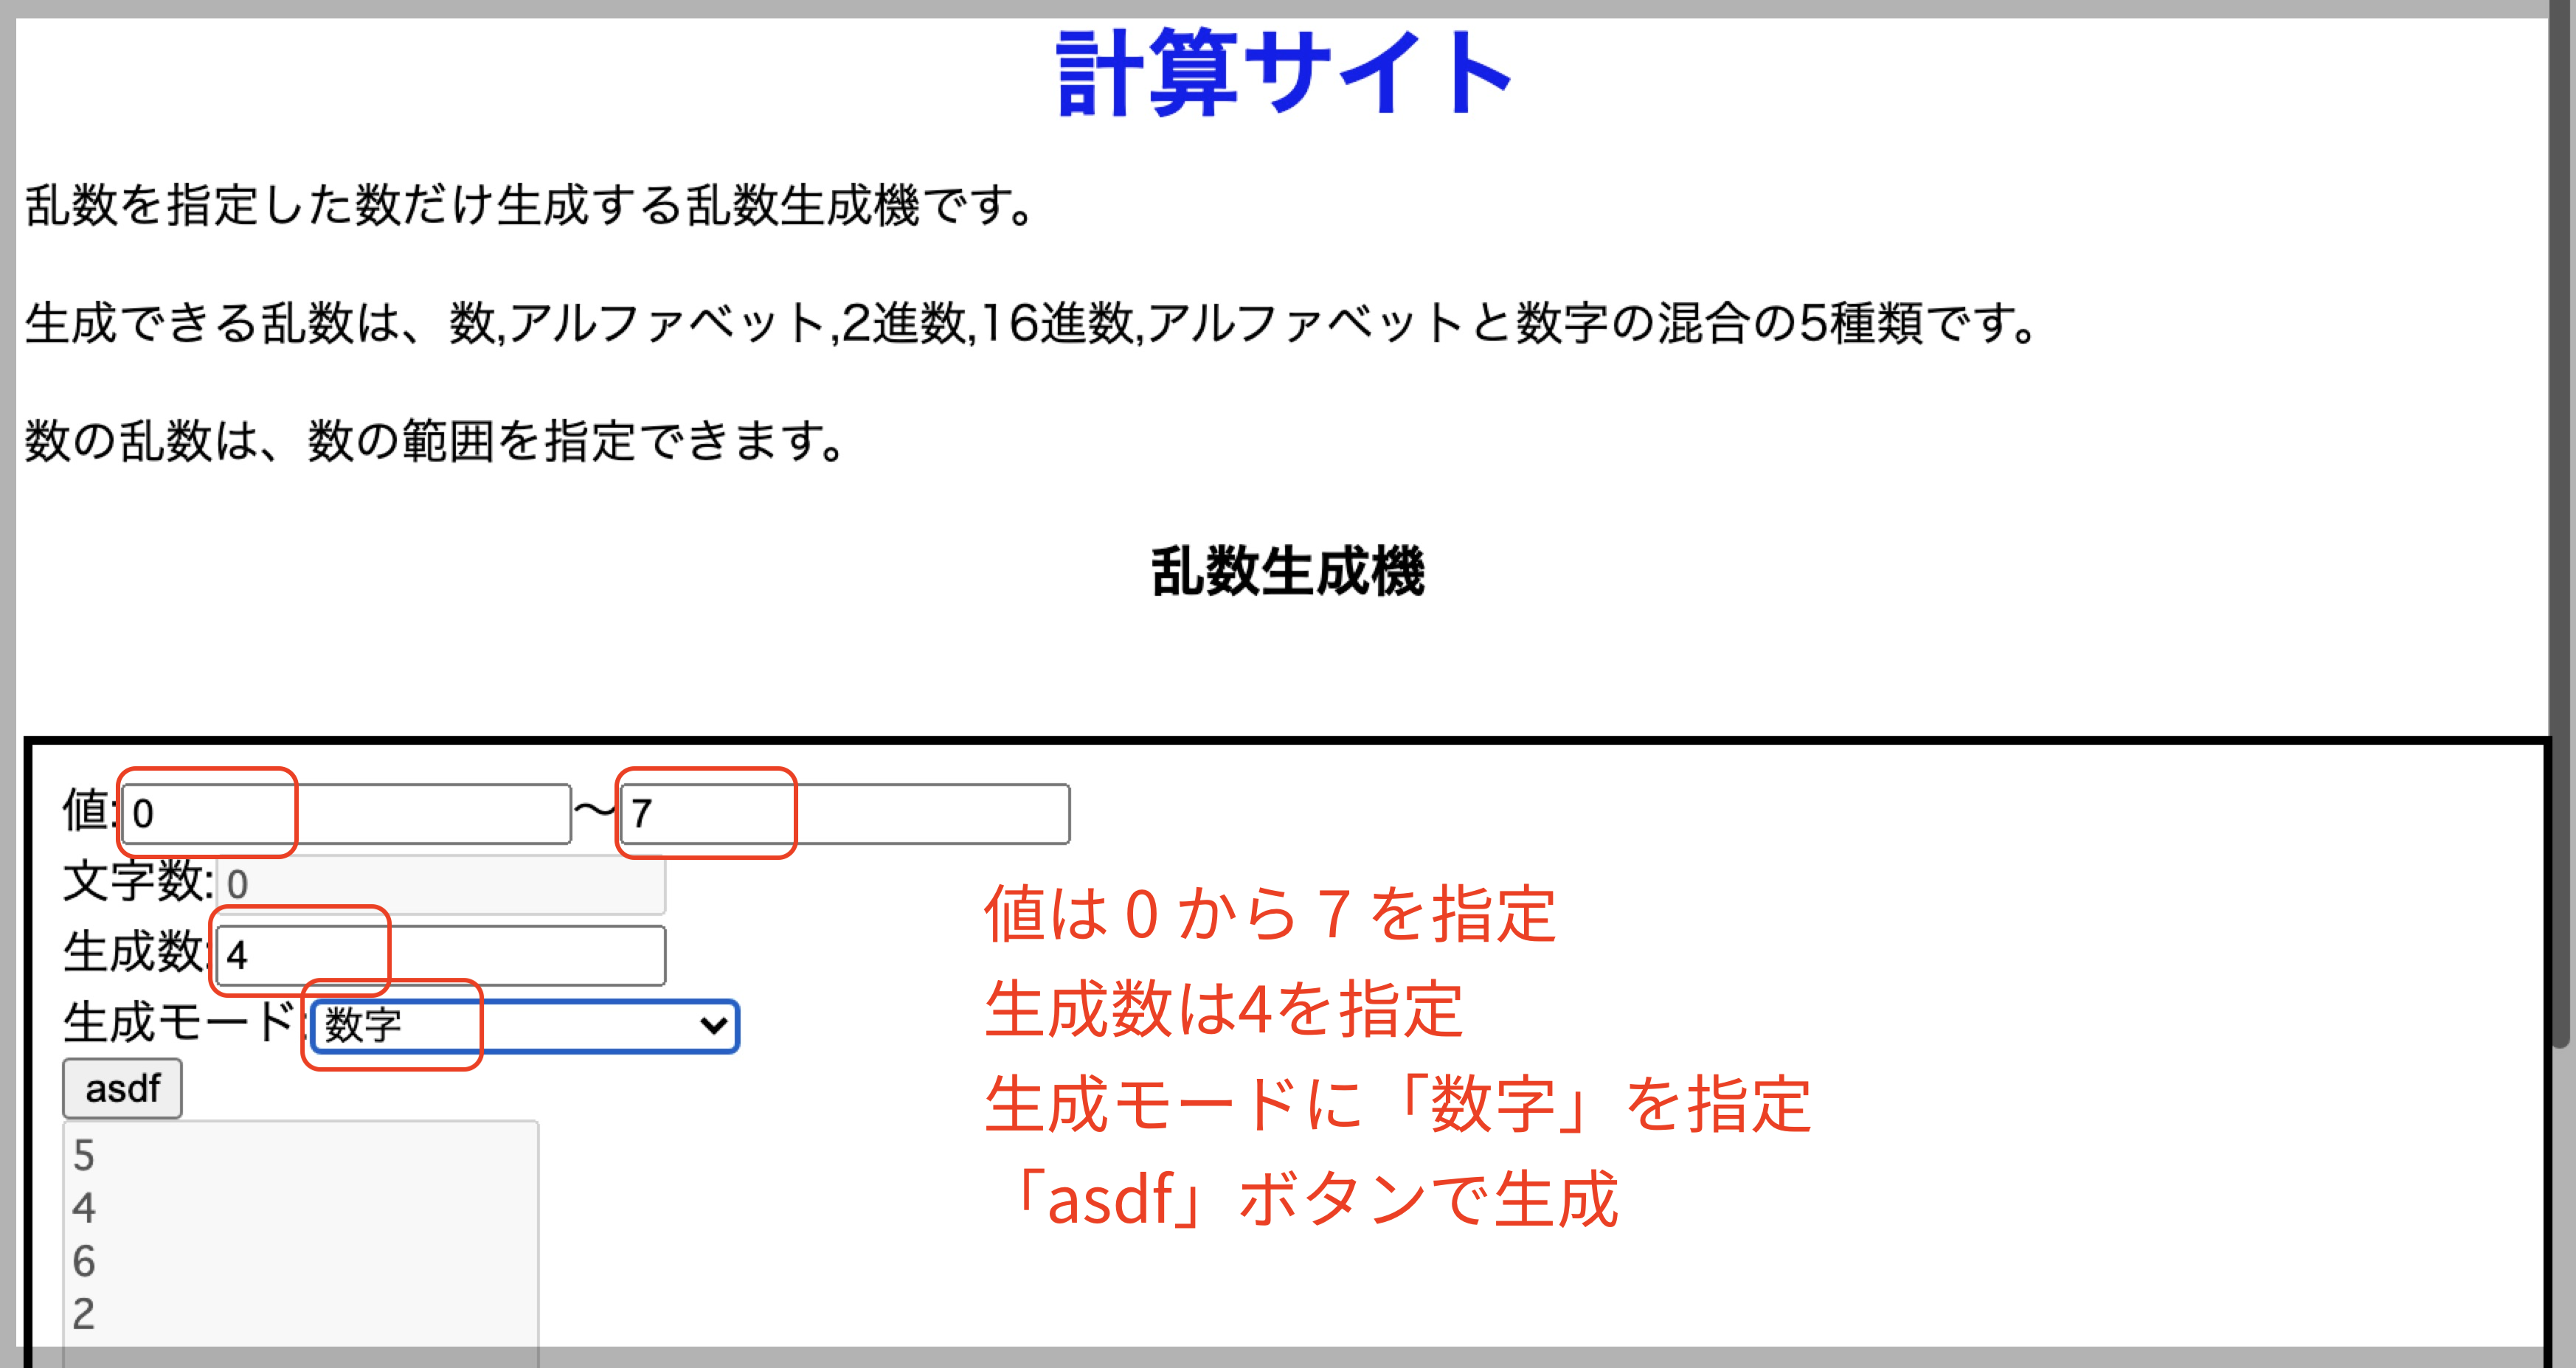 計算サイト
乱数を指定した数だけ生成する乱数生成機です。
生成できる乱数は、数,アルファベット,2進数,16進数,アルファベットと数字の混合の5種類です。
数の乱数は、数の範囲を指定できます。
乱数生成機
値:0～7
文字数:0
生成数:4
生成モード:数字
asdf
5
4
6
2
値は 0 から 7 を指定
生成数は4を指定
生成モードに「数字」を指定
「asdf」ボタンで生成